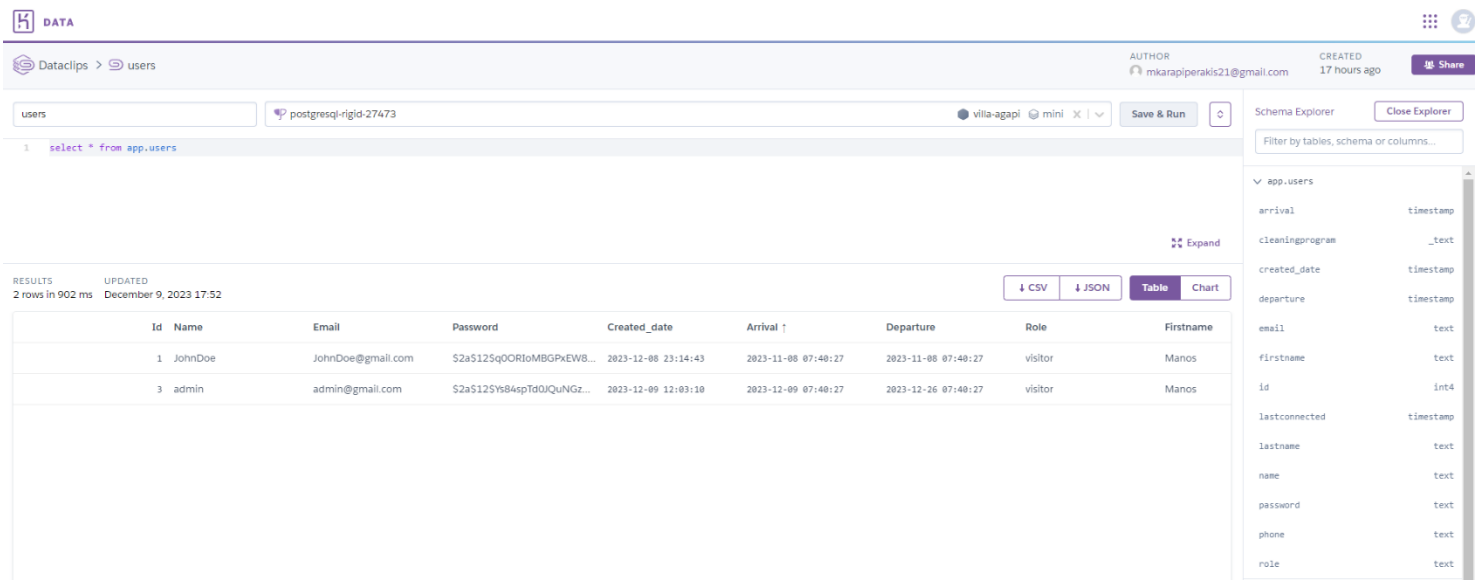 DATA
Dataclips > users
AUTHOR
mkarapiperakis21@gmail.com
CREATED
17 hours ago
Share
users
postgresql-rigid-27473
villa-agapi mini
Save & Run
1 select * from app.users
Expand
RESULTS
2 rows in 902 ms
UPDATED
December 9, 2023 17:52
CSV
JSON
Table
Chart
Id Name Email Password Created_date Arrival ↑ Departure Role Firstname
1 JohnDoe JohnDoe@gmail.com $2a$12$q0ORIoMBGPxEW8... 2023-12-08 23:14:43 2023-11-08 07:40:27 2023-11-08 07:40:27 visitor Manos
3 admin admin@gmail.com $2a$12$Ys84spTd0JQuNGz... 2023-12-09 12:03:10 2023-12-09 07:40:27 2023-12-26 07:40:27 visitor Manos
Schema Explorer
Close Explorer
Filter by tables, schema or columns...
app.users
arrival timestamp
cleaningprogram _text
created_date timestamp
departure timestamp
email text
firstname text
id int4
lastconnected timestamp
lastname text
name text
password text
phone text
role text